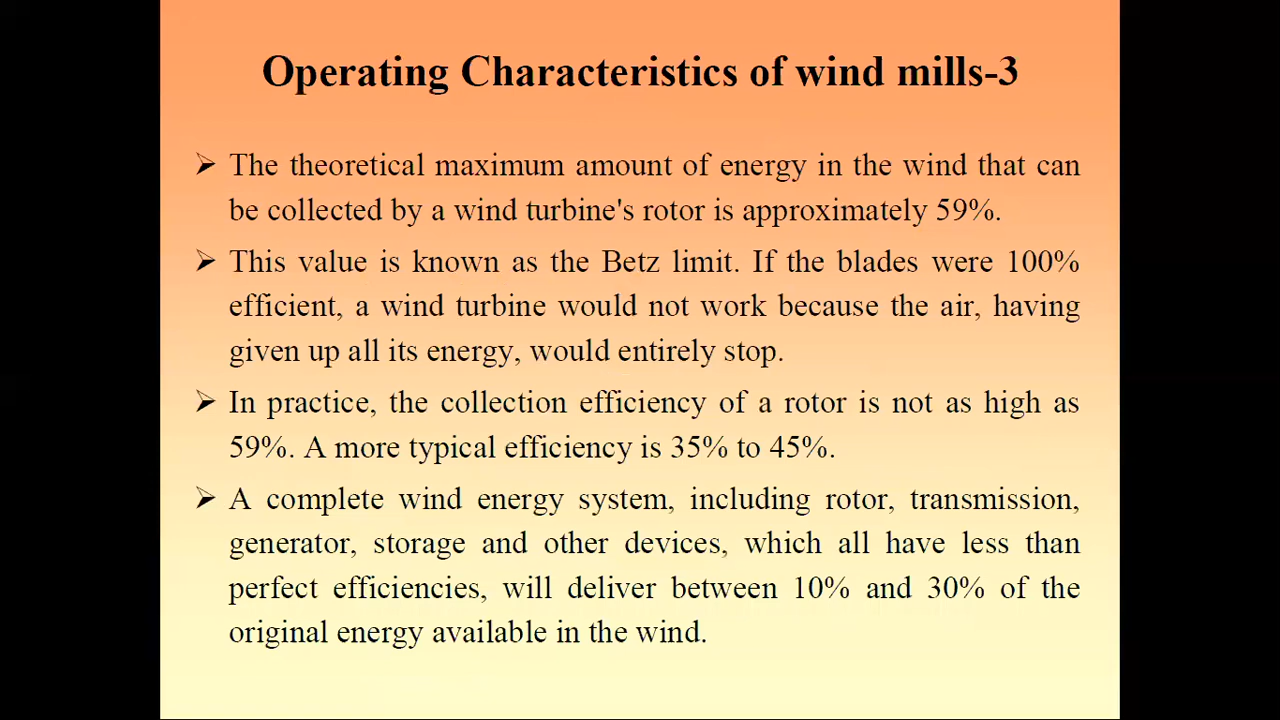 Operating Characteristics of wind mills-3
➢ The theoretical maximum amount of energy in the wind that can
be collected by a wind turbine's rotor is approximately 59%.
➢ This value is known as the Betz limit. If the blades were 100%
efficient, a wind turbine would not work because the air, having
given up all its energy, would entirely stop.
➢ In practice, the collection efficiency of a rotor is not as high as
59%. A more typical efficiency is 35% to 45%.
➢ A complete wind energy system, including rotor, transmission,
generator, storage and other devices, which all have less than
perfect efficiencies, will deliver between 10% and 30% of the
original energy available in the wind.